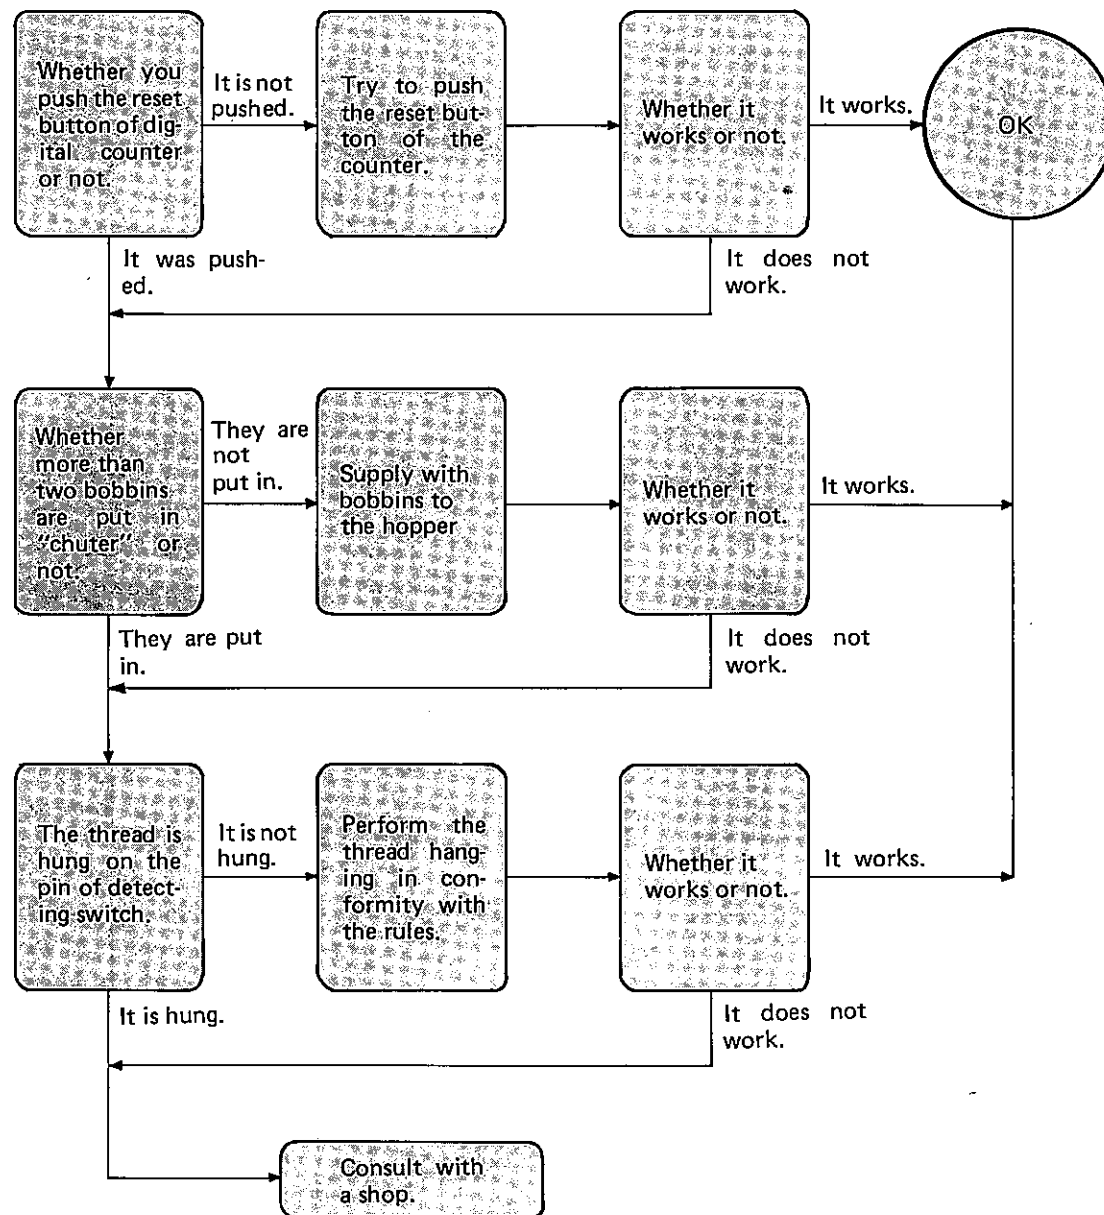 Whether you
push the reset
button of dig-
ital counter
or not.
It is not
pushed.
Try to push
the reset but-
ton of the
counter.
Whether it
works or not.
It works.
OK
It was push-
ed.
It does not
work.
Whether
more than
two bobbins
are put in
"chuter" or
not.
They are
not
put in.
Supply with
bobbins to
the hopper
Whether it
works or not.
It works.
They are put
in.
It does not
work.
The thread is
hung on the
pin of detect-
ing switch.
It is not
hung.
Perform the
thread hang-
ing in con-
formity with
the rules.
Whether it
works or not.
It works.
It is hung.
It does not
work.
Consult with
a shop.